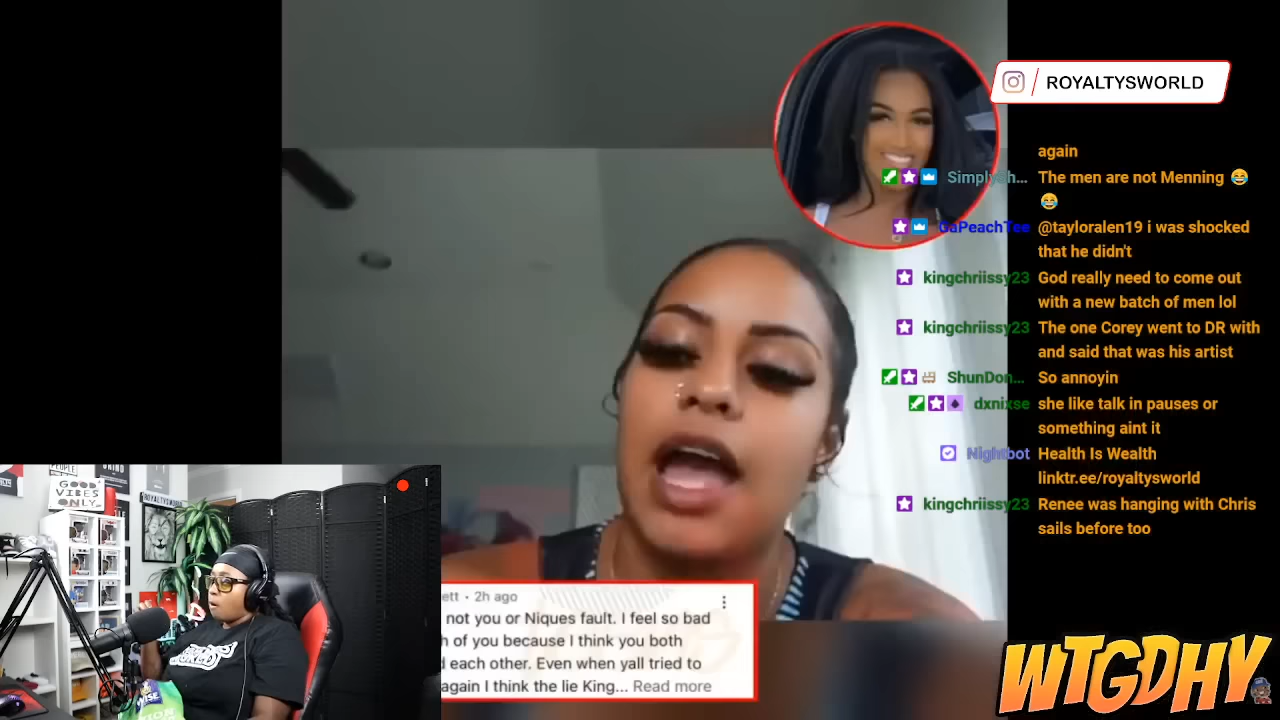 ROYALTYSWORLD
again
SimplySh... The men are not Menning 😂
😂
GaPeachTee @tayloralen19 i was shocked
that he didn't
kingchriissy23 God really need to come out
with a new batch of men lol
kingchriissy23 The one Corey went to DR with
and said that was his artist
ShunDon... So annoyin
dxnixse she like talk in pauses or
something aint it
Nightbot Health Is Wealth
linktr.ee/royaltysworld
kingchriissy23 Renee was hanging with Chris
sails before too
PEOPLE
GOOD
VIBES
ONLY.
ROYALTYS
ett • 2h ago
not you or Niques fault. I feel so bad
h of you because I think you both
d each other. Even when yall tried to
again I think the lie King... Read more
WTGDHY